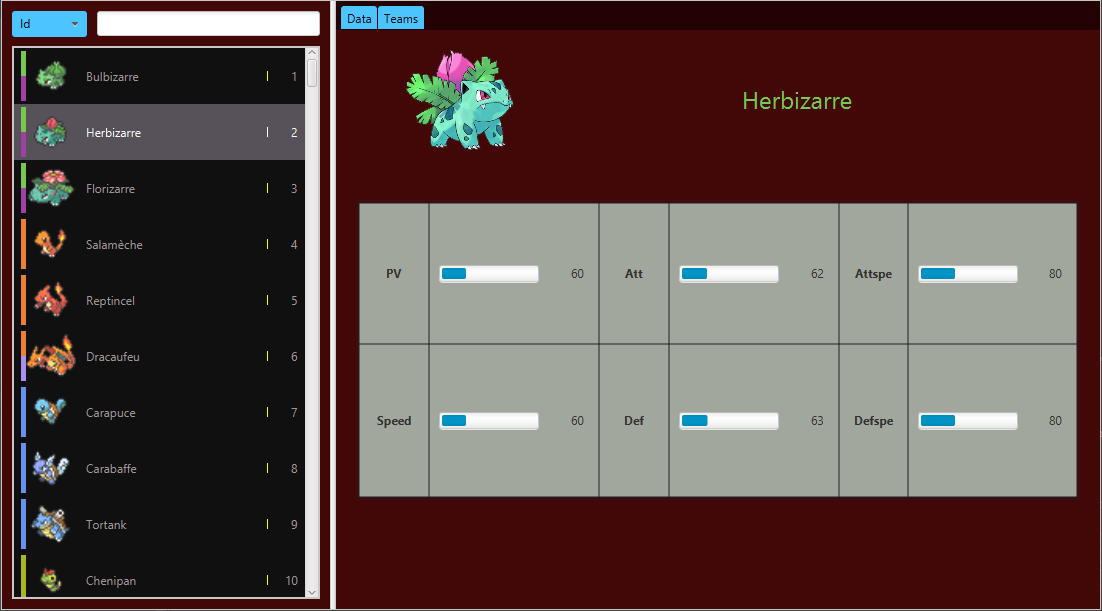 Id
Bulbizarre | 1
Herbizarre | 2
Florizarre | 3
Salamèche | 4
Reptincel | 5
Dracaufeu | 6
Carapuce | 7
Carabaffe | 8
Tortank | 9
Chenipan | 10
Data Teams
Herbizarre
PV 60 Att 62 Attspe 80
Speed 60 Def 63 Defspe 80